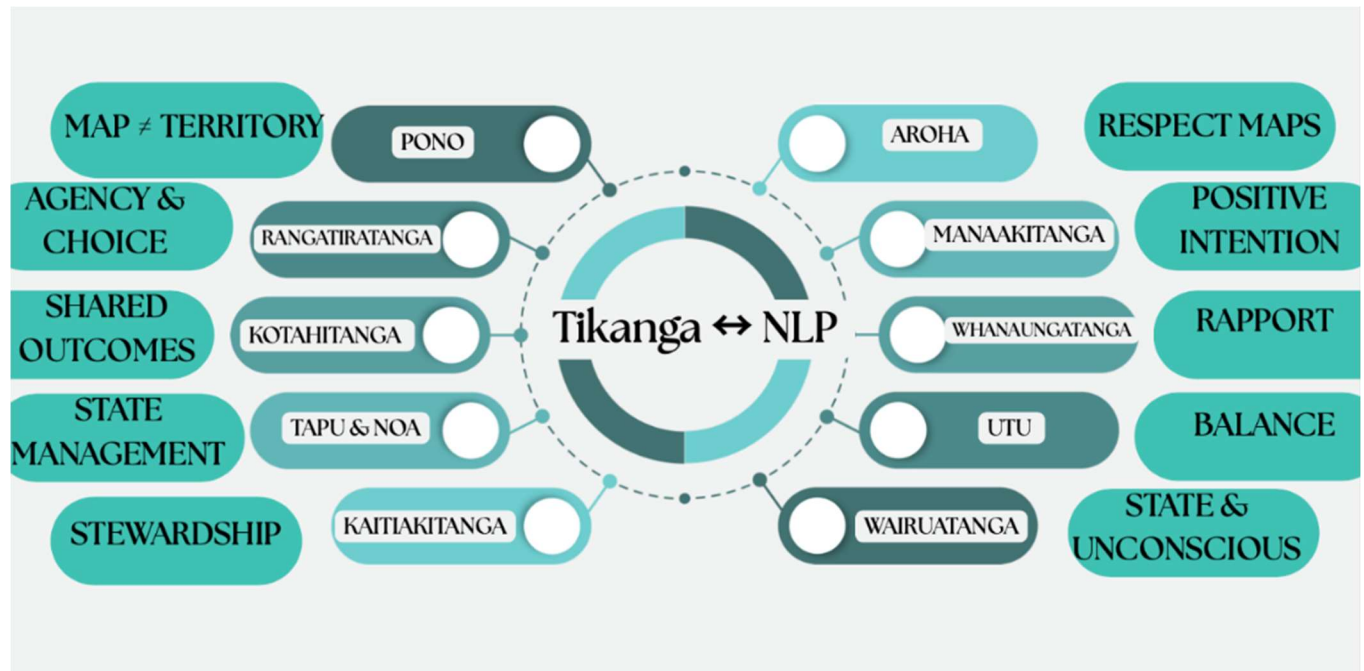 MAP ≠ TERRITORY
PONO
AROHA
RESPECT MAPS
AGENCY &
CHOICE
RANGATIRATANGA
MANAAKITANGA
POSITIVE
INTENTION
SHARED
OUTCOMES
KOTAHITANGA
Tikanga ↔ NLP
WHANAUNGATANGA
RAPPORT
STATE
MANAGEMENT
TAPU & NOA
UTU
BALANCE
STEWARDSHIP
KAITIAKITANGA
WAIRUATANGA
STATE &
UNCONSCIOUS